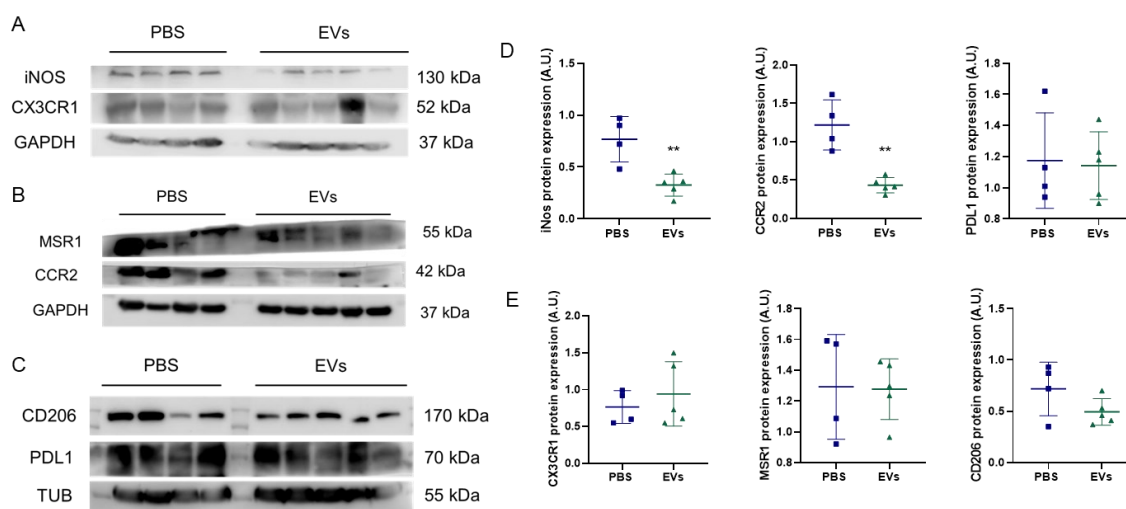 A
PBS EVs
iNOS 130 kDa
CX3CR1 52 kDa
GAPDH 37 kDa
B
PBS EVs
MSR1 55 kDa
CCR2 42 kDa
GAPDH 37 kDa
C
PBS EVs
CD206 170 kDa
PDL1 70 kDa
TUB 55 kDa
D
iNos protein expression (A.U.)
1.5
1.0
0.5
0.0
**
PBS EVs
CCR2 protein expression (A.U.)
2.0
1.5
1.0
0.5
0.0
**
PBS EVs
PDL1 protein expression (A.U.)
1.8
1.6
1.4
1.2
1.0
0.8
PBS EVs
E
CX3CR1 protein expression (A.U.)
2.0
1.5
1.0
0.5
0.0
PBS EVs
MSR1 protein expression (A.U.)
1.8
1.6
1.4
1.2
1.0
0.8
PBS EVs
CD206 protein expression (A.U.)
1.5
1.0
0.5
0.0
PBS EVs